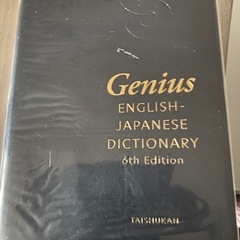 Genius
ENGLISH-
JAPANESE
DICTIONARY
6th Edition
TAISHUKAN